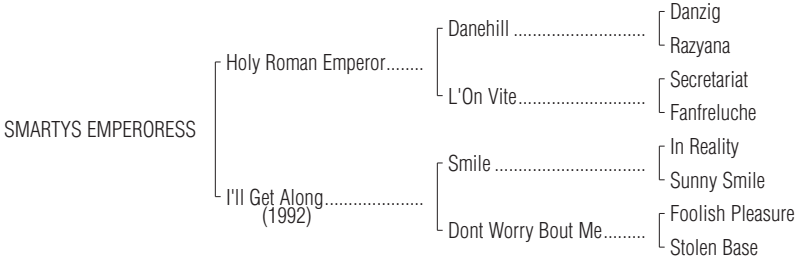 Danzig
Danehill ..............................
Razyana
Holy Roman Emperor........
Secretariat
L'On Vite.............................
Fanfreluche
SMARTYS EMPERORESS
In Reality
Smile ..................................
Sunny Smile
I'll Get Along......................
(1992)
Foolish Pleasure
Dont Worry Bout Me.........
Stolen Base